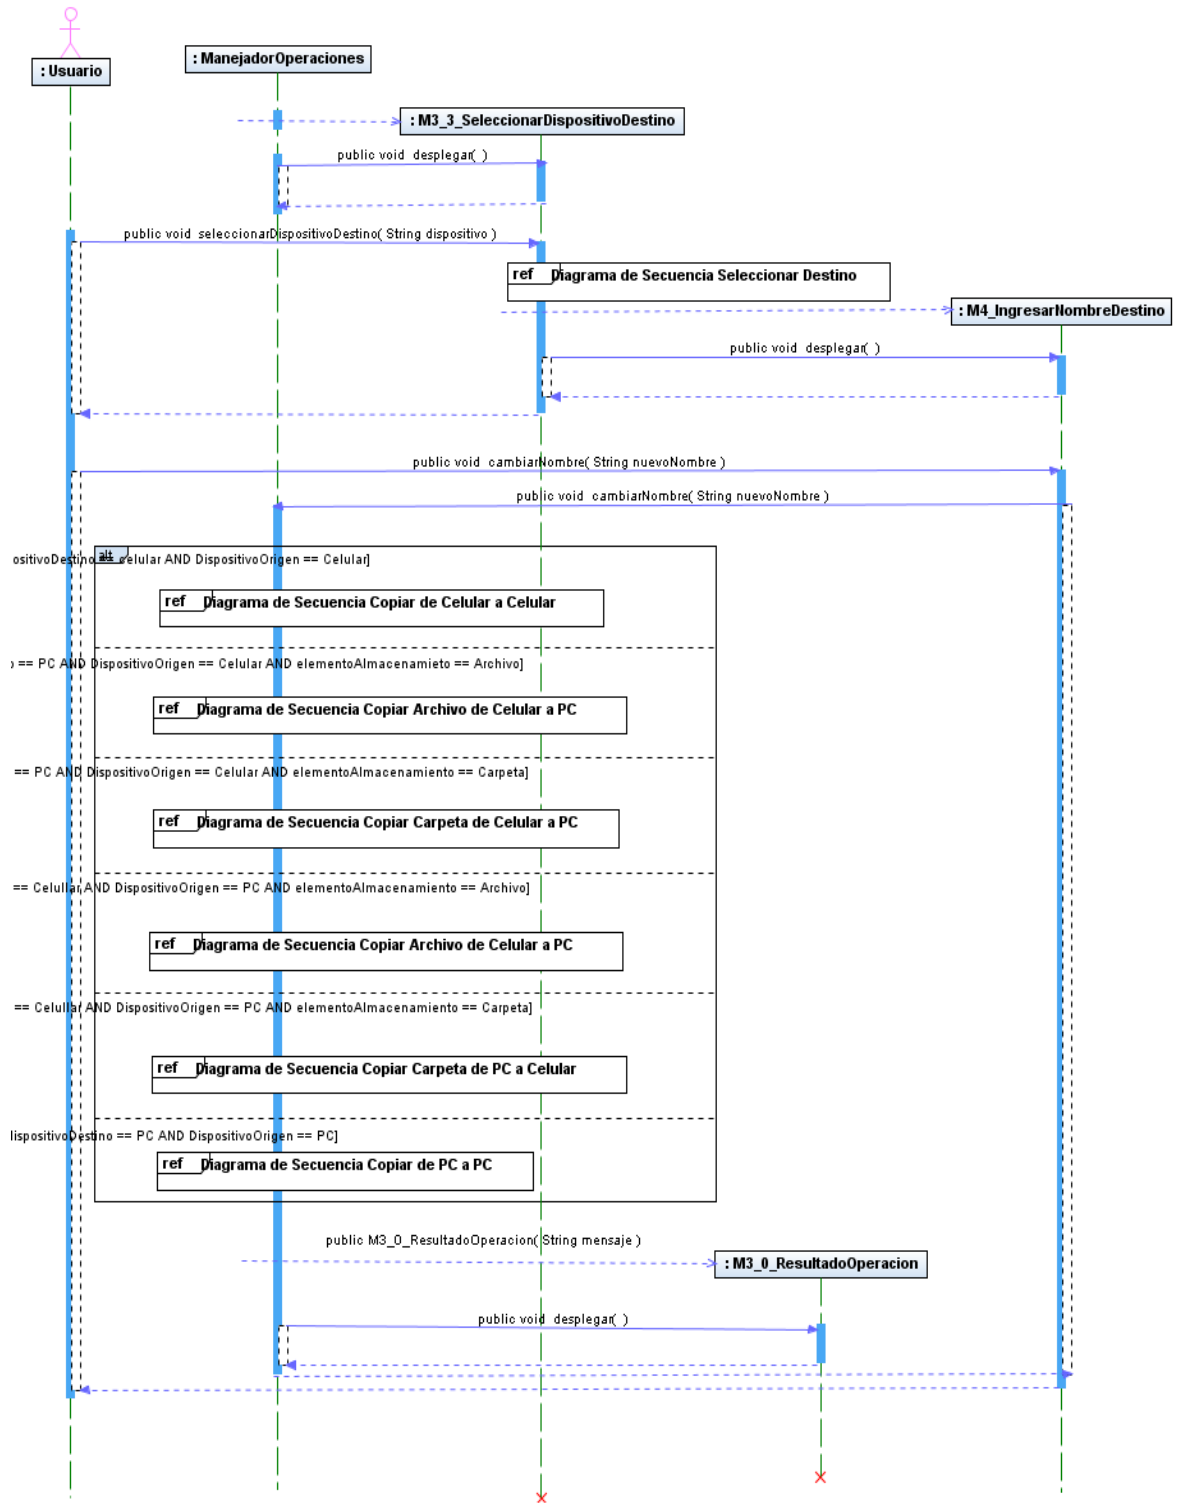 : Usuario
: ManejadorOperaciones
: M3_3_SeleccionarDispositivoDestino
public void desplegar( )
public void seleccionarDispositivoDestino( String dispositivo )
ref Diagrama de Secuencia Seleccionar Destino
: M4_IngresarNombreDestino
public void desplegar( )
public void cambiarNombre( String nuevoNombre )
public void cambiarNombre( String nuevoNombre )
alt
ositivoDestino == celular AND DispositivoOrigen == Celular]
ref Diagrama de Secuencia Copiar de Celular a Celular
== PC AND DispositivoOrigen == Celular AND elementoAlmacenamieto == Archivo]
ref Diagrama de Secuencia Copiar Archivo de Celular a PC
== PC AND DispositivoOrigen == Celular AND elementoAlmacenamiento == Carpeta]
ref Diagrama de Secuencia Copiar Carpeta de Celular a PC
== Celullar AND DispositivoOrigen == PC AND elementoAlmacenamiento == Archivo]
ref Diagrama de Secuencia Copiar Archivo de Celular a PC
== Celullar AND DispositivoOrigen == PC AND elementoAlmacenamiento == Carpeta]
ref Diagrama de Secuencia Copiar Carpeta de PC a Celular
lispositivoDestino == PC AND DispositivoOrigen == PC]
ref Diagrama de Secuencia Copiar de PC a PC
public M3_0_ResultadoOperacion( String mensaje )
: M3_0_ResultadoOperacion
public void desplegar( )